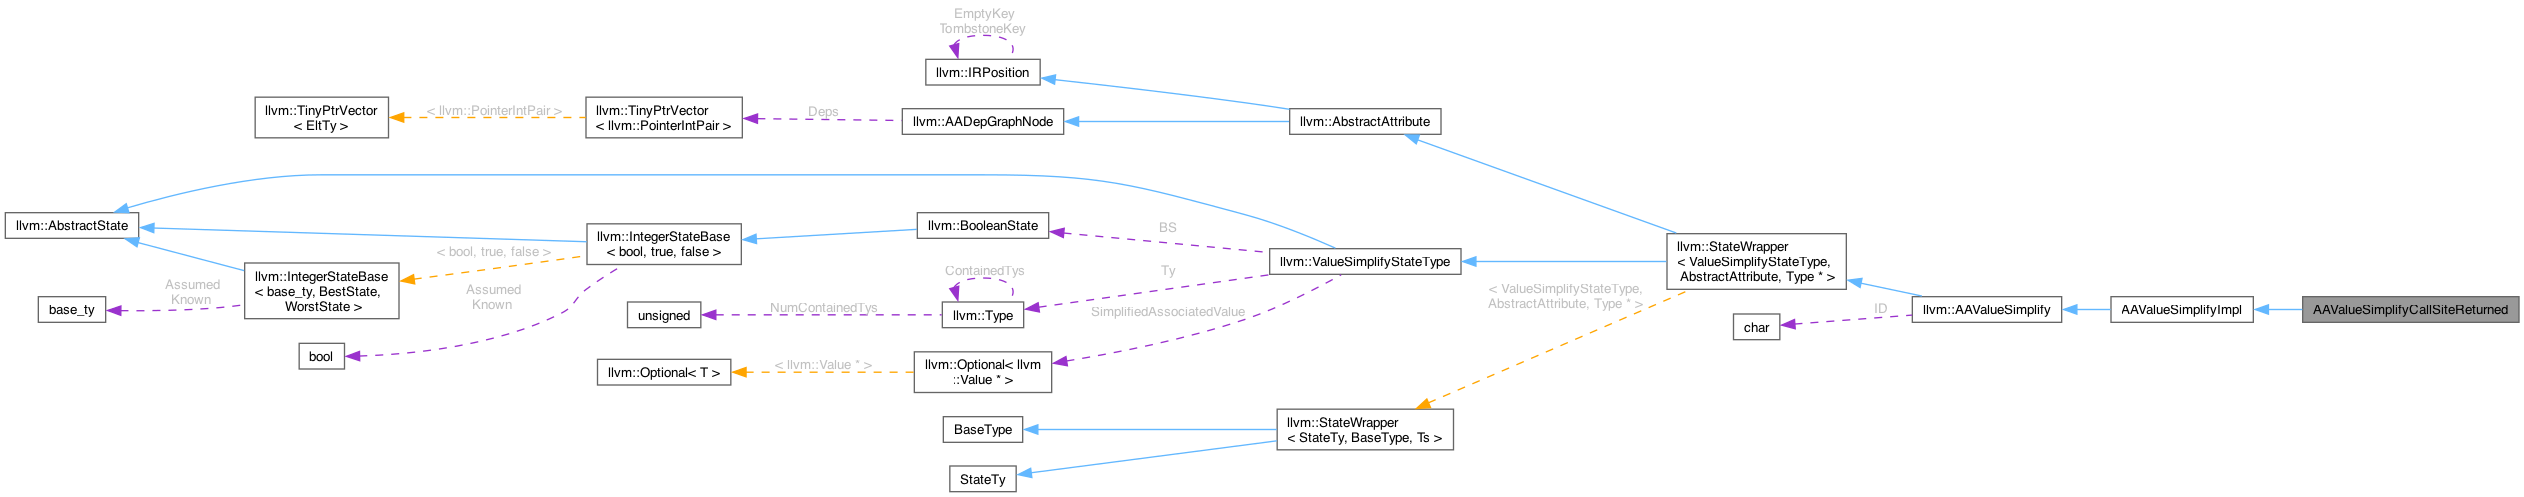 EmptyKey
TombstoneKey
llvm::IRPosition
llvm::TinyPtrVector
< EltTy >
< llvm::PointerIntPair >
llvm::TinyPtrVector
< llvm::PointerIntPair >
Deps
llvm::AADepGraphNode
llvm::AbstractAttribute
llvm::AbstractState
llvm::IntegerStateBase
< bool, true, false >
llvm::BooleanState
BS
llvm::ValueSimplifyStateType
llvm::StateWrapper
< ValueSimplifyStateType,
AbstractAttribute, Type * >
< bool, true, false >
llvm::IntegerStateBase
< base_ty, BestState,
WorstState >
Assumed
Known
base_ty
Assumed
Known
bool
Ty
ContainedTys
llvm::Type
NumContainedTys
unsigned
SimplifiedAssociatedValue
< ValueSimplifyStateType,
AbstractAttribute, Type * >
char
ID
llvm::AAValueSimplify
AAValueSimplifyImpl
AAValueSimplifyCallSiteReturned
llvm::Optional< T >
< llvm::Value * >
llvm::Optional< llvm
::Value * >
BaseType
llvm::StateWrapper
< StateTy, BaseType, Ts >
StateTy